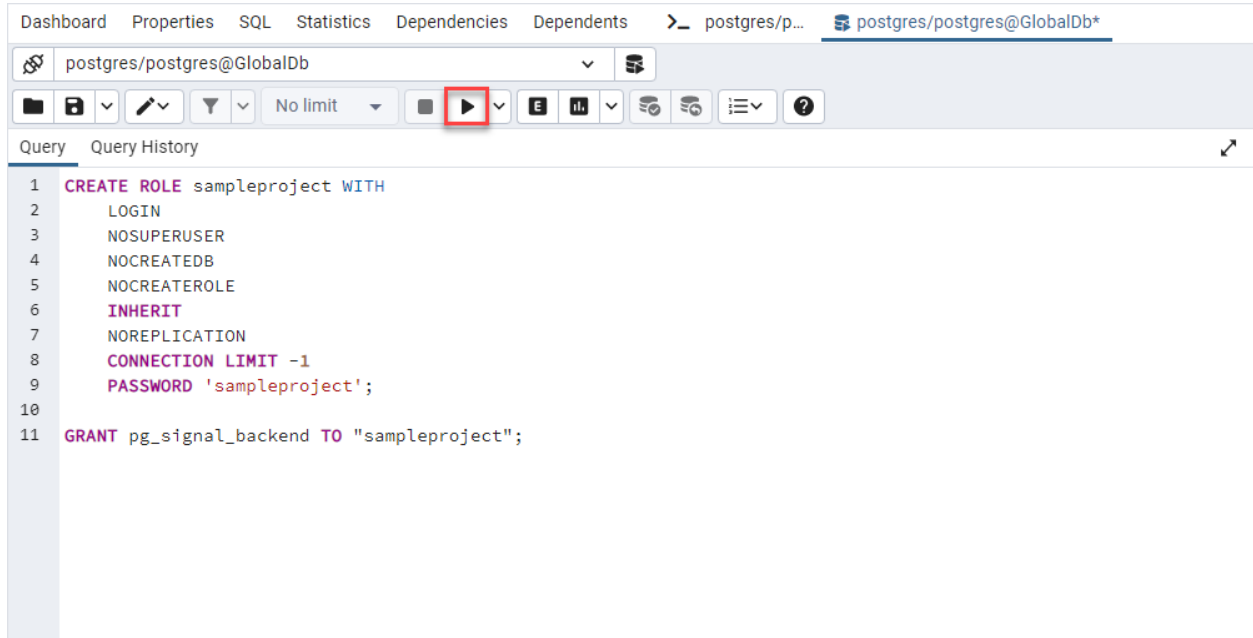 Dashboard Properties SQL Statistics Dependencies Dependents >_ postgres/p... postgres/postgres@GlobalDb*
postgres/postgres@GlobalDb
No limit E ?
Query Query History
1 CREATE ROLE sampleproject WITH
2 LOGIN
3 NOSUPERUSER
4 NOCREATEDB
5 NOCREATEROLE
6 INHERIT
7 NOREPLICATION
8 CONNECTION LIMIT -1
9 PASSWORD 'sampleproject';
10
11 GRANT pg_signal_backend TO "sampleproject";